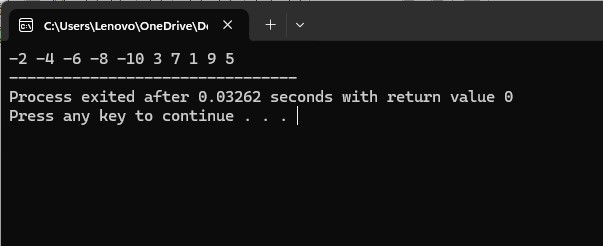 C:\Users\Lenovo\OneDrive\De
-2 -4 -6 -8 -10 3 7 1 9 5
--------------------------------
Process exited after 0.03262 seconds with return value 0
Press any key to continue . . .